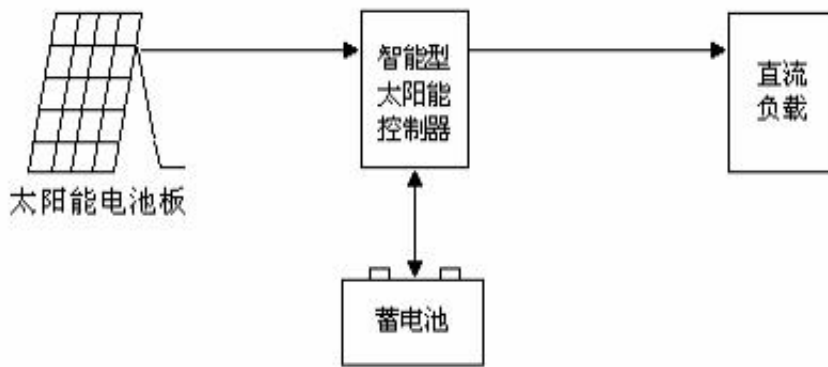 太阳能电池板
智能型
太阳能
控制器
直流
负载
蓄电池